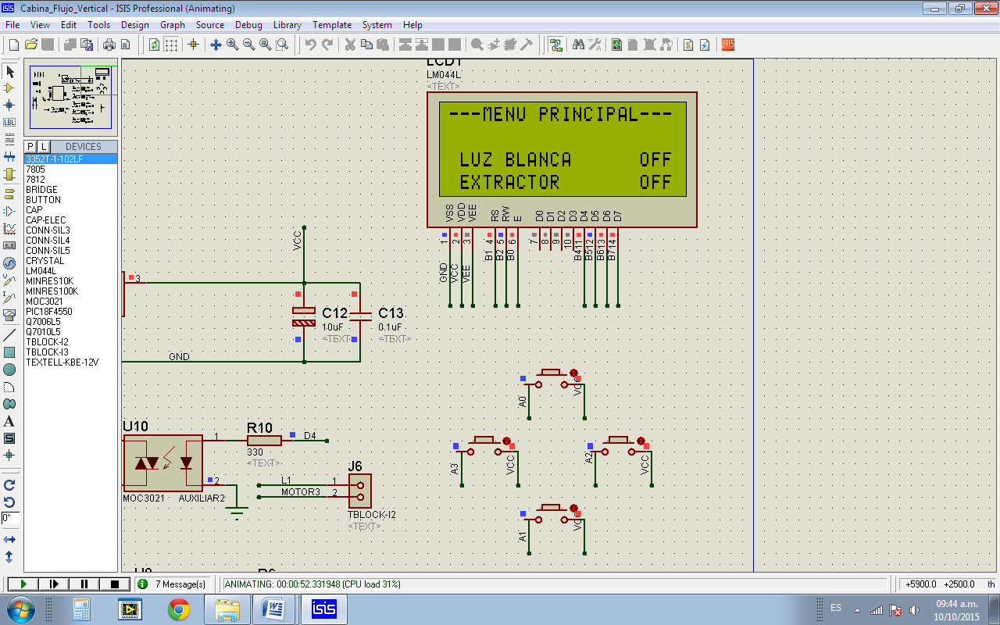 Cabina_Flujo_Vertical - ISIS Professional (Animating)
File View Edit Tools Design Graph Source Debug Library Template System Help
P L DEVICES
3352T-1-102LF
7805
7812
BRIDGE
BUTTON
CAP
CAP-ELEC
CONN-SIL3
CONN-SIL4
CONN-SIL5
CRYSTAL
LM044L
MINRES10K
MINRES100K
MOC3021
PIC18F4550
Q7006L5
Q7010L5
TBLOCK-I2
TBLOCK-I3
TEXTELL-KBE-12V
LBL
A
S
0°
isis
ARES
LCD1
LM044L
<TEXT>
---MENU PRINCIPAL---
LUZ BLANCA OFF
EXTRACTOR OFF
VSS VDD VEE RS RW E D0 D1 D2 D3 D4 D5 D6 D7
1 2 3 4 5 6 7 8 9 10 11 12 13 14
B1 B2 B0 B4 B5 B6 B7
GND VCC VEE
VCC
3
C12
10uF
<TEXT>
C13
0.1uF
<TEXT>
GND
A0 VCC
A3 VCC
A2 VCC
A1 VCC
U10
1
2
MOC3021
AUXILIAR2
R10
330
<TEXT>
D4
J6
L1 1
MOTOR3 2
TBLOCK-I2
<TEXT>
7 Message(s)
ANIMATING: 00:00:52.331948 (CPU load 31%)
+5900.0 +2500.0 th
isis
ES
09:44 a.m.
10/10/2015